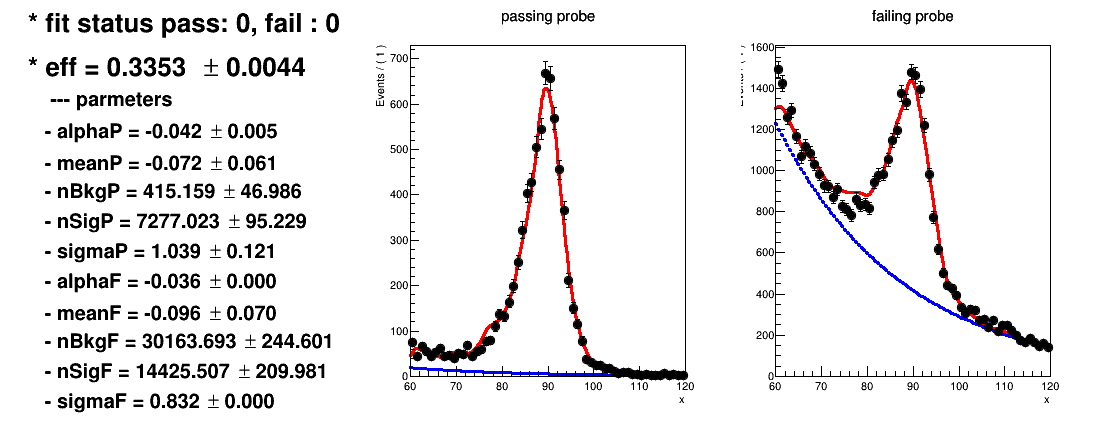 * fit status pass: 0, fail : 0
* eff = 0.3353 ± 0.0044
--- parmeters
- alphaP = -0.042 ± 0.005
- meanP = -0.072 ± 0.061
- nBkgP = 415.159 ± 46.986
- nSigP = 7277.023 ± 95.229
- sigmaP = 1.039 ± 0.121
- alphaF = -0.036 ± 0.000
- meanF = -0.096 ± 0.070
- nBkgF = 30163.693 ± 244.601
- nSigF = 14425.507 ± 209.981
- sigmaF = 0.832 ± 0.000
passing probe
Events / ( 1 )
700
600
500
400
300
200
100
0
60 70 80 90 100 110 120
x
failing probe
1600
1400
1200
1000
800
600
400
200
0
60 70 80 90 100 110 120
x